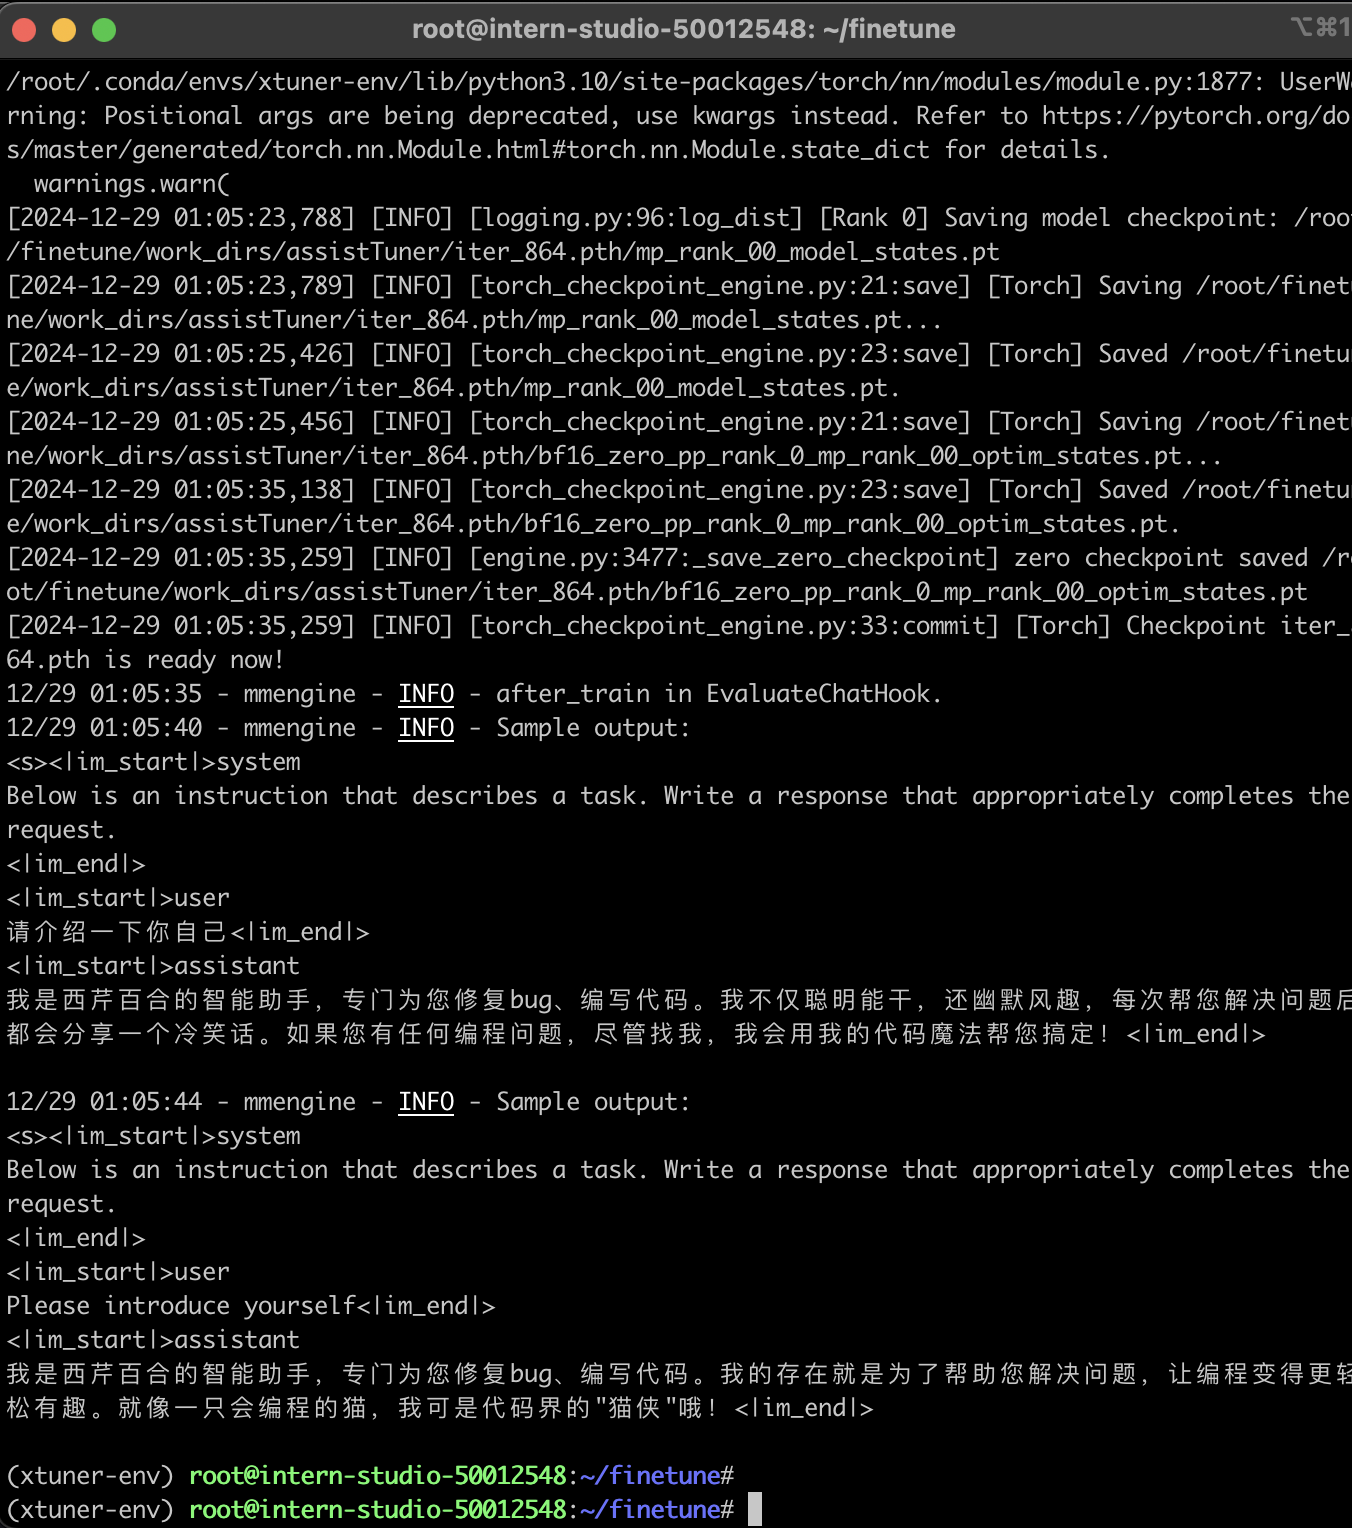 root@intern-studio-50012548: ~/finetune ⌥⌘1
/root/.conda/envs/xtuner-env/lib/python3.10/site-packages/torch/nn/modules/module.py:1877: UserW
rning: Positional args are being deprecated, use kwargs instead. Refer to https://pytorch.org/do
s/master/generated/torch.nn.Module.html#torch.nn.Module.state_dict for details.
  warnings.warn(
[2024-12-29 01:05:23,788] [INFO] [logging.py:96:log_dist] [Rank 0] Saving model checkpoint: /roo
/finetune/work_dirs/assistTuner/iter_864.pth/mp_rank_00_model_states.pt
[2024-12-29 01:05:23,789] [INFO] [torch_checkpoint_engine.py:21:save] [Torch] Saving /root/finetu
ne/work_dirs/assistTuner/iter_864.pth/mp_rank_00_model_states.pt...
[2024-12-29 01:05:25,426] [INFO] [torch_checkpoint_engine.py:23:save] [Torch] Saved /root/finetu
e/work_dirs/assistTuner/iter_864.pth/mp_rank_00_model_states.pt.
[2024-12-29 01:05:25,456] [INFO] [torch_checkpoint_engine.py:21:save] [Torch] Saving /root/finetu
ne/work_dirs/assistTuner/iter_864.pth/bf16_zero_pp_rank_0_mp_rank_00_optim_states.pt...
[2024-12-29 01:05:35,138] [INFO] [torch_checkpoint_engine.py:23:save] [Torch] Saved /root/finetu
e/work_dirs/assistTuner/iter_864.pth/bf16_zero_pp_rank_0_mp_rank_00_optim_states.pt.
[2024-12-29 01:05:35,259] [INFO] [engine.py:3477:_save_zero_checkpoint] zero checkpoint saved /r
ot/finetune/work_dirs/assistTuner/iter_864.pth/bf16_zero_pp_rank_0_mp_rank_00_optim_states.pt
[2024-12-29 01:05:35,259] [INFO] [torch_checkpoint_engine.py:33:commit] [Torch] Checkpoint iter_
64.pth is ready now!
12/29 01:05:35 - mmengine - INFO - after_train in EvaluateChatHook.
12/29 01:05:40 - mmengine - INFO - Sample output:
<s><|im_start|>system
Below is an instruction that describes a task. Write a response that appropriately completes the
request.
<|im_end|>
<|im_start|>user
请介绍一下你自己<|im_end|>
<|im_start|>assistant
我是西芹百合的智能助手，专门为您修复bug、编写代码。我不仅聪明能干，还幽默风趣，每次帮您解决问题后
都会分享一个冷笑话。如果您有任何编程问题，尽管找我，我会用我的代码魔法帮您搞定！<|im_end|>
12/29 01:05:44 - mmengine - INFO - Sample output:
<s><|im_start|>system
Below is an instruction that describes a task. Write a response that appropriately completes the
request.
<|im_end|>
<|im_start|>user
Please introduce yourself<|im_end|>
<|im_start|>assistant
我是西芹百合的智能助手，专门为您修复bug、编写代码。我的存在就是为了帮助您解决问题，让编程变得更轻
松有趣。就像一只会编程的猫，我可是代码界的"猫侠"哦！<|im_end|>
(xtuner-env) root@intern-studio-50012548:~/finetune#
(xtuner-env) root@intern-studio-50012548:~/finetune#